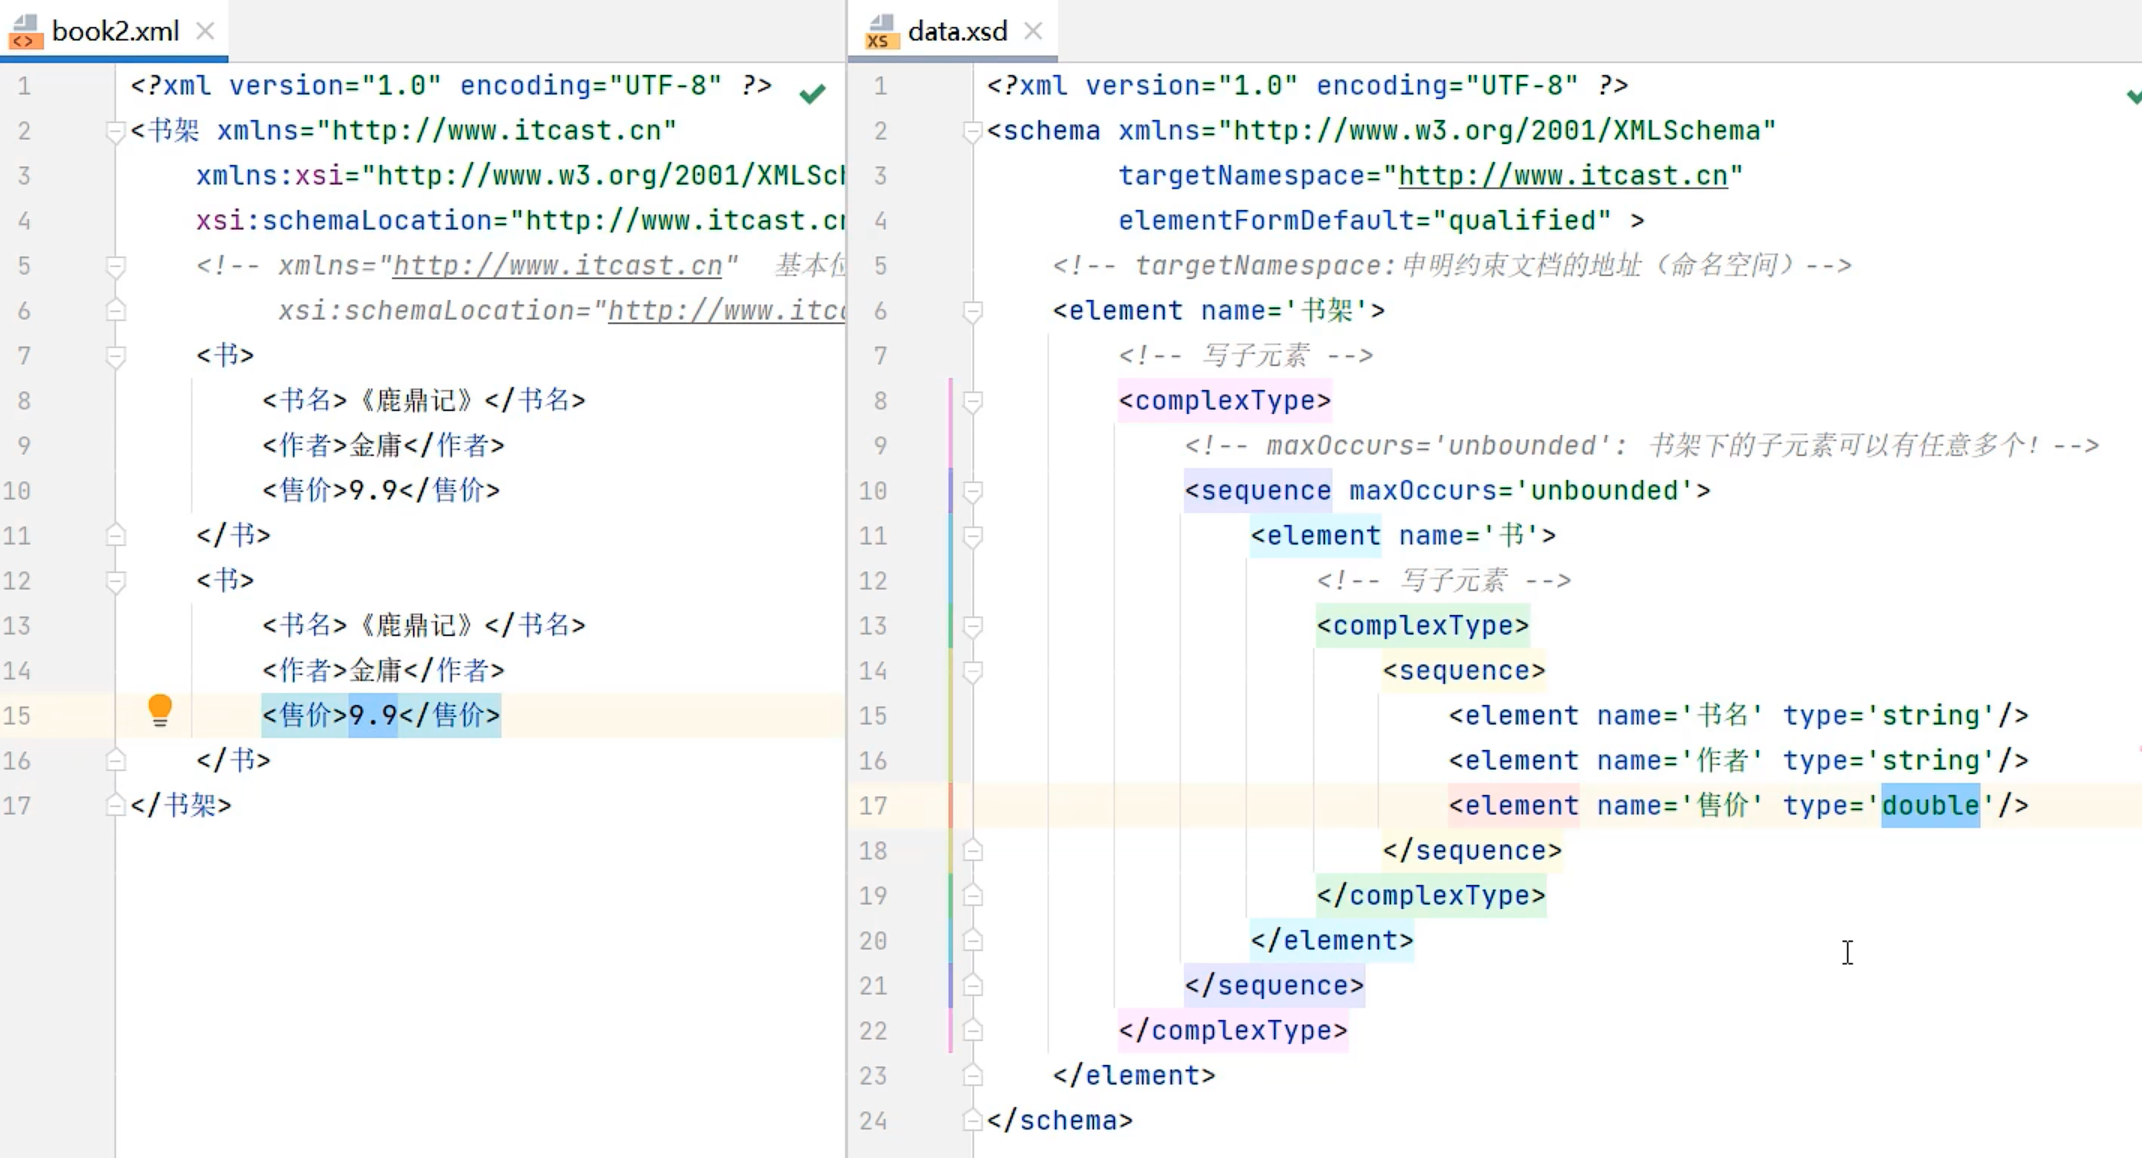 book2.xml
1 <?xml version="1.0" encoding="UTF-8" ?>
2 <书架 xmlns="http://www.itcast.cn"
3 xmlns:xsi="http://www.w3.org/2001/XMLSch
4 xsi:schemaLocation="http://www.itcast.cn
5 <!-- xmlns="http://www.itcast.cn" 基本位
6 xsi:schemaLocation="http://www.itc
7 <书>
8 <书名>《鹿鼎记》</书名>
9 <作者>金庸</作者>
10 <售价>9.9</售价>
11 </书>
12 <书>
13 <书名>《鹿鼎记》</书名>
14 <作者>金庸</作者>
15 <售价>9.9</售价>
16 </书>
17 </书架>
data.xsd
1 <?xml version="1.0" encoding="UTF-8" ?>
2 <schema xmlns="http://www.w3.org/2001/XMLSchema"
3 targetNamespace="http://www.itcast.cn"
4 elementFormDefault="qualified" >
5 <!-- targetNamespace:申明约束文档的地址（命名空间）-->
6 <element name='书架'>
7 <!-- 写子元素 -->
8 <complexType>
9 <!-- maxOccurs='unbounded': 书架下的子元素可以有任意多个！-->
10 <sequence maxOccurs='unbounded'>
11 <element name='书'>
12 <!-- 写子元素 -->
13 <complexType>
14 <sequence>
15 <element name='书名' type='string'/>
16 <element name='作者' type='string'/>
17 <element name='售价' type='double'/>
18 </sequence>
19 </complexType>
20 </element>
21 </sequence>
22 </complexType>
23 </element>
24 </schema>